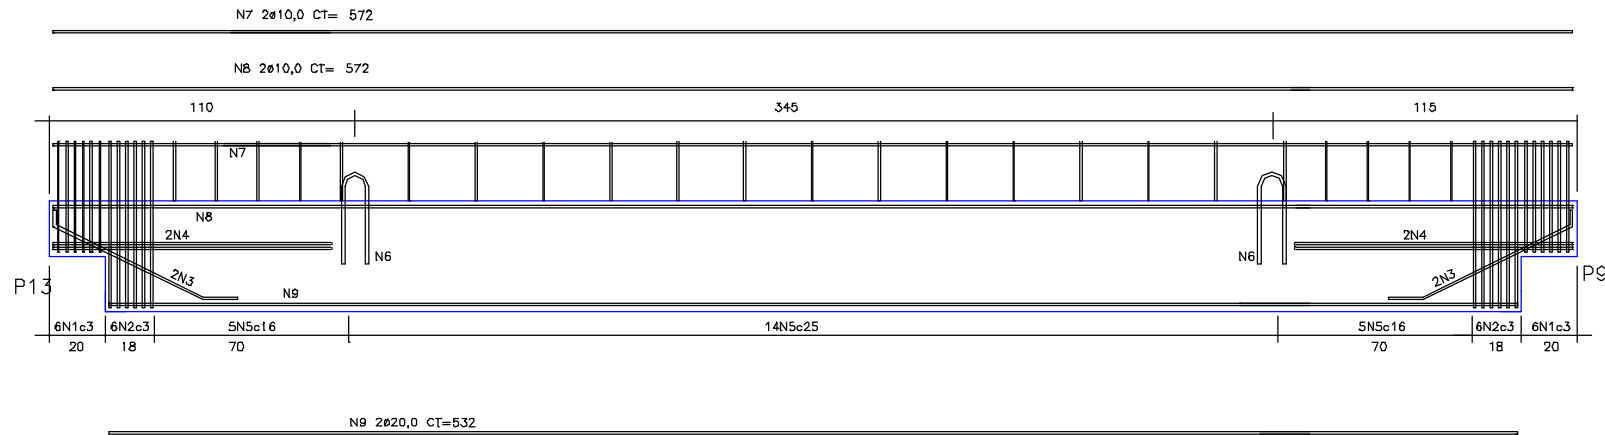 N7 2ø10,0 CT= 572
N8 2ø10,0 CT= 572
110 345 115
N7
N8
2N4 2N4
N6 N6
P13 2N3 2N3 P9
N9
6N1c3 6N2c3 5N5c16 14N5c25 5N5c16 6N2c3 6N1c3
20 18 70 70 18 20
N9 2ø20,0 CT=532